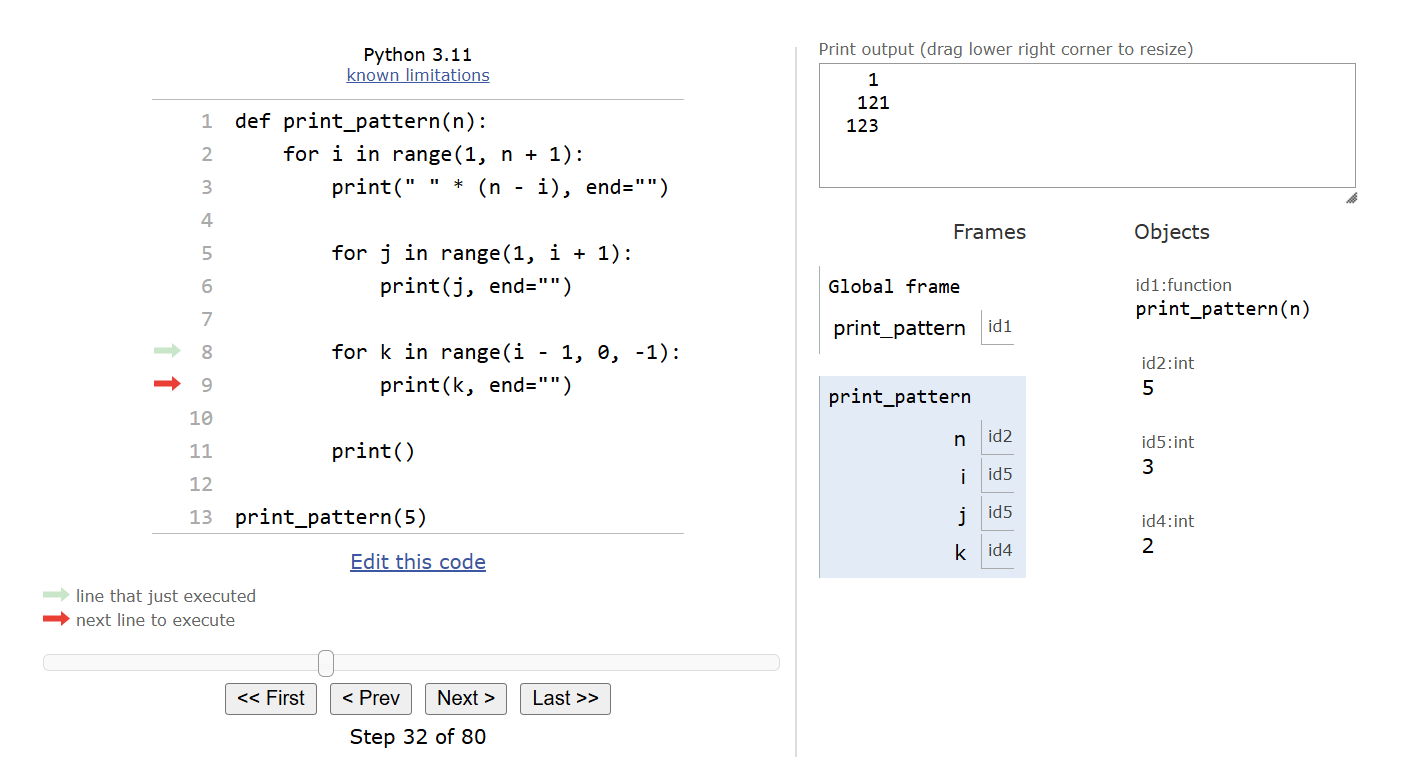 Python 3.11
known limitations
1 def print_pattern(n):
2     for i in range(1, n + 1):
3         print(" " * (n - i), end="")
4
5         for j in range(1, i + 1):
6             print(j, end="")
7
8         for k in range(i - 1, 0, -1):
9             print(k, end="")
10
11         print()
12
13 print_pattern(5)
Edit this code
line that just executed
next line to execute
<< First < Prev Next > Last >>
Step 32 of 80
Print output (drag lower right corner to resize)
    1
   121
  123
Frames Objects
Global frame
print_pattern id1
print_pattern
n id2
i id5
j id5
k id4
id1:function
print_pattern(n)
id2:int
5
id5:int
3
id4:int
2